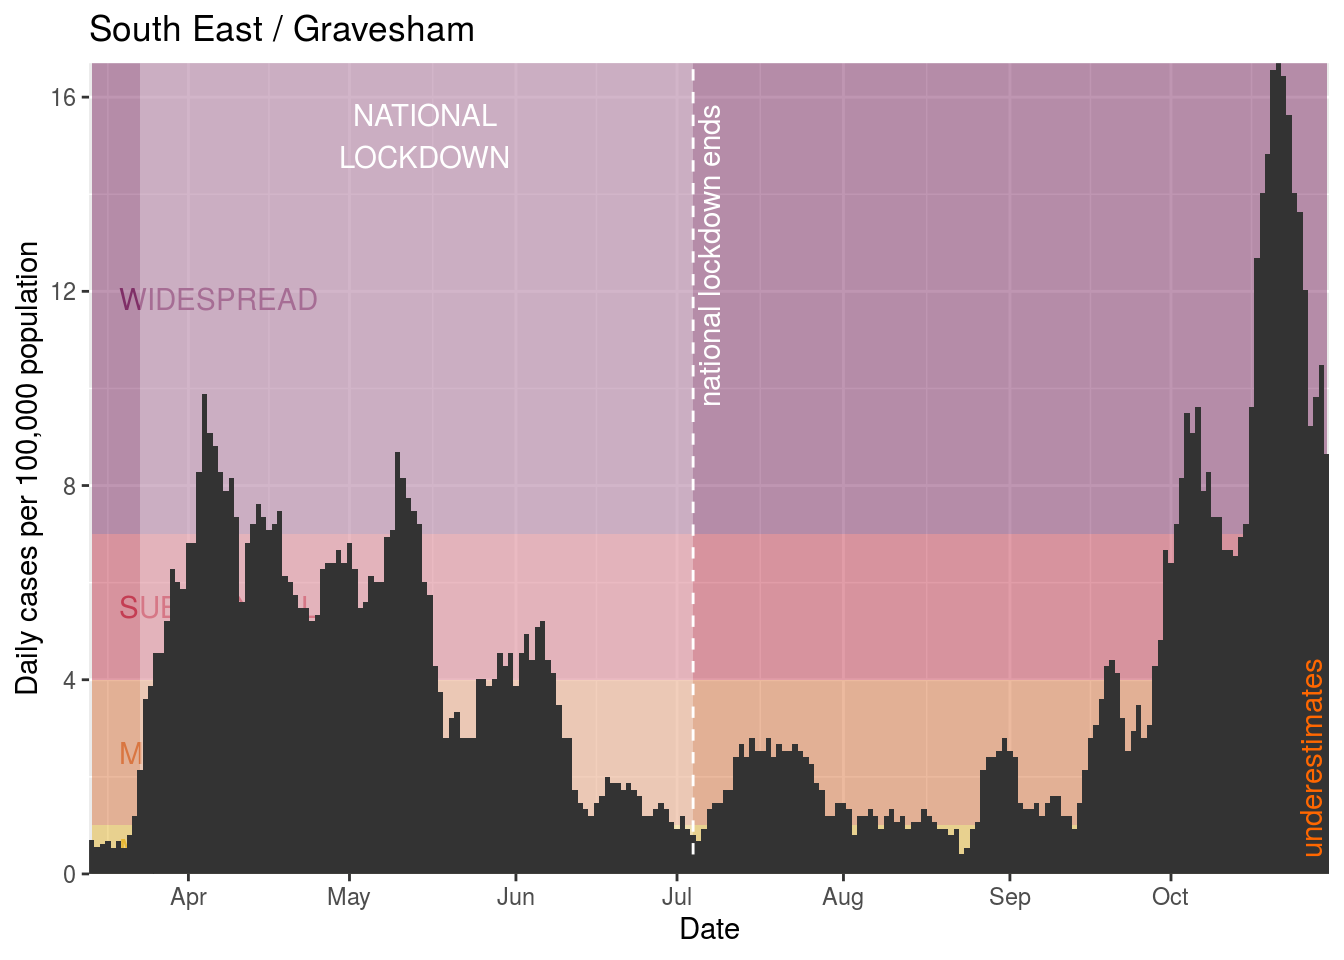 South East / Gravesham
Daily cases per 100,000 population
16
12
8
4
0
NATIONAL
LOCKDOWN
national lockdown ends
WIDESPREAD
underestimates
Apr
May
Jun
Jul
Aug
Sep
Oct
Date